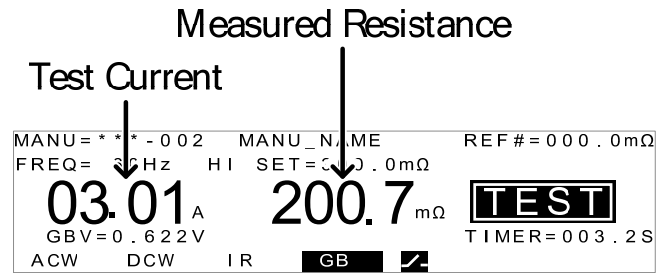 Measured Resistance
Test Current
MANU=***-002 MANU_NAME REF#=000.0mΩ
FREQ= Hz HI SET= .0mΩ
03.01A 200.7mΩ TEST
GBV=0.622V TIMER=003.2S
ACW DCW IR GB